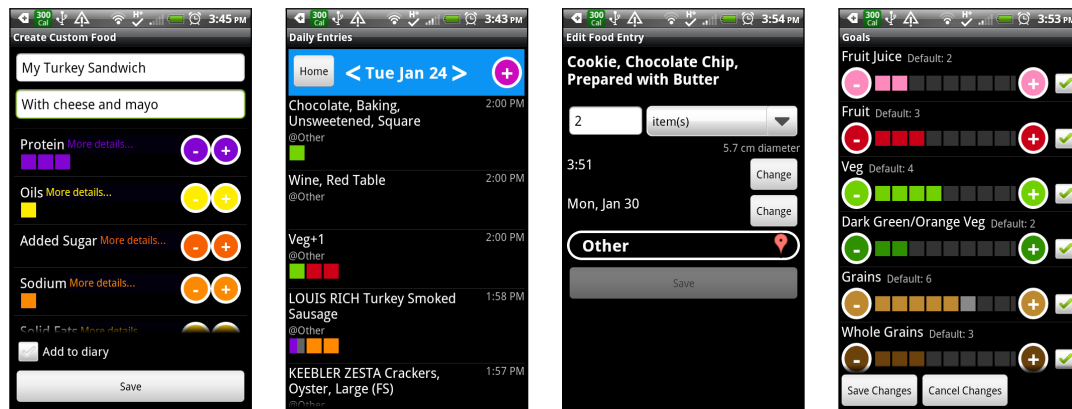 300
Cal
H+
3:45 PM
Create Custom Food
My Turkey Sandwich
With cheese and mayo
Protein More details...
- +
Oils More details...
- +
Added Sugar More details...
- +
Sodium More details...
- +
Solid Fats More details...
Add to diary
Save
300
Cal
H+
3:43 PM
Daily Entries
Home < Tue Jan 24 > +
Chocolate, Baking, 2:00 PM
Unsweetened, Square
@Other
Wine, Red Table 2:00 PM
@Other
Veg+1 2:00 PM
@Other
LOUIS RICH Turkey Smoked 1:58 PM
Sausage
@Other
KEEBLER ZESTA Crackers, 1:57 PM
Oyster, Large (FS)
@Other
300
Cal
H+
3:54 PM
Edit Food Entry
Cookie, Chocolate Chip,
Prepared with Butter
2 item(s)
5.7 cm diameter
3:51 Change
Mon, Jan 30 Change
Other
Save
300
Cal
H+
3:53 PM
Goals
Fruit Juice Default: 2
- +
Fruit Default: 3
- +
Veg Default: 4
- +
Dark Green/Orange Veg Default: 2
- +
Grains Default: 6
- +
Whole Grains Default: 3
- +
Save Changes Cancel Changes